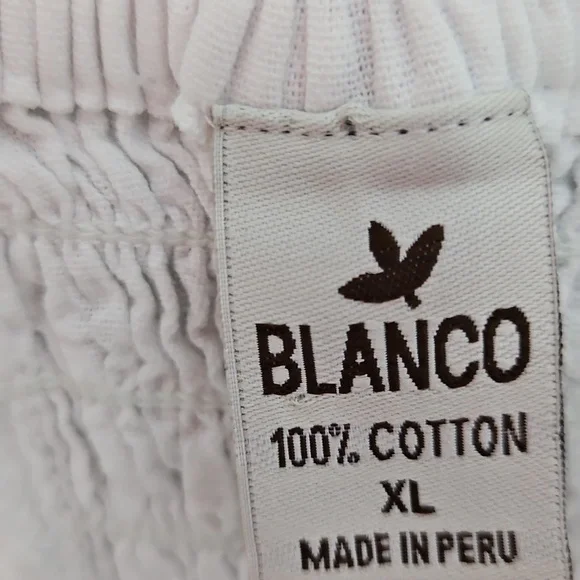 BLANCO
100% COTTON
XL
MADE IN PERU